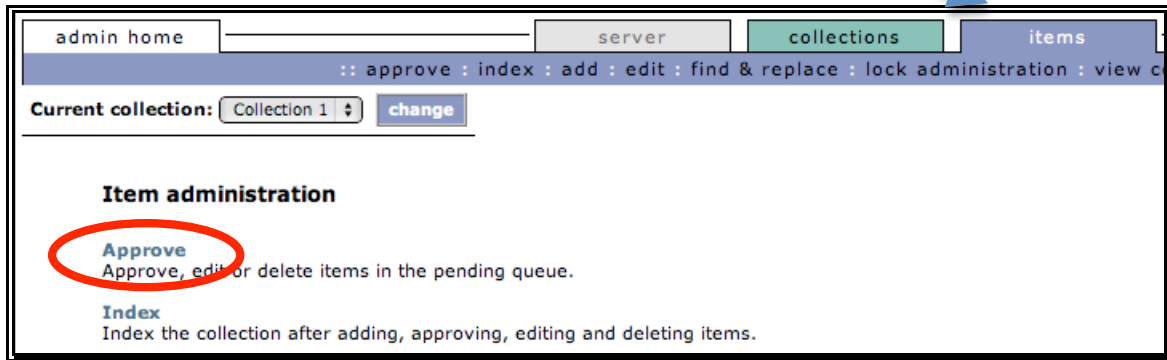 admin home server collections items
:: approve : index : add : edit : find & replace : lock administration : view
Current collection: Collection 1 change
Item administration
Approve
Approve, edit or delete items in the pending queue.
Index
Index the collection after adding, approving, editing and deleting items.